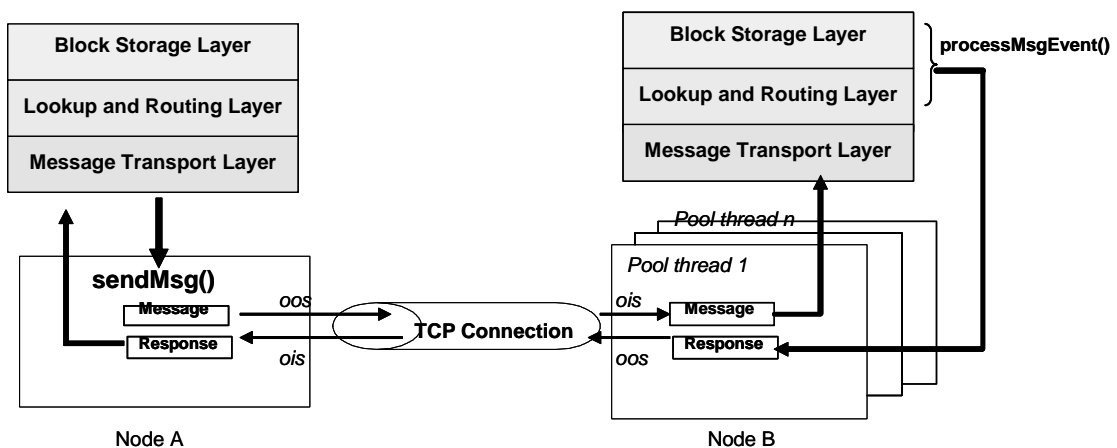 Block Storage Layer
Lookup and Routing Layer
Message Transport Layer
sendMsg()
Message
Response
oos
ois
TCP Connection
Block Storage Layer
Lookup and Routing Layer
Message Transport Layer
processMsgEvent()
Pool thread n
Pool thread 1
ois
oos
Message
Response
Node A
Node B